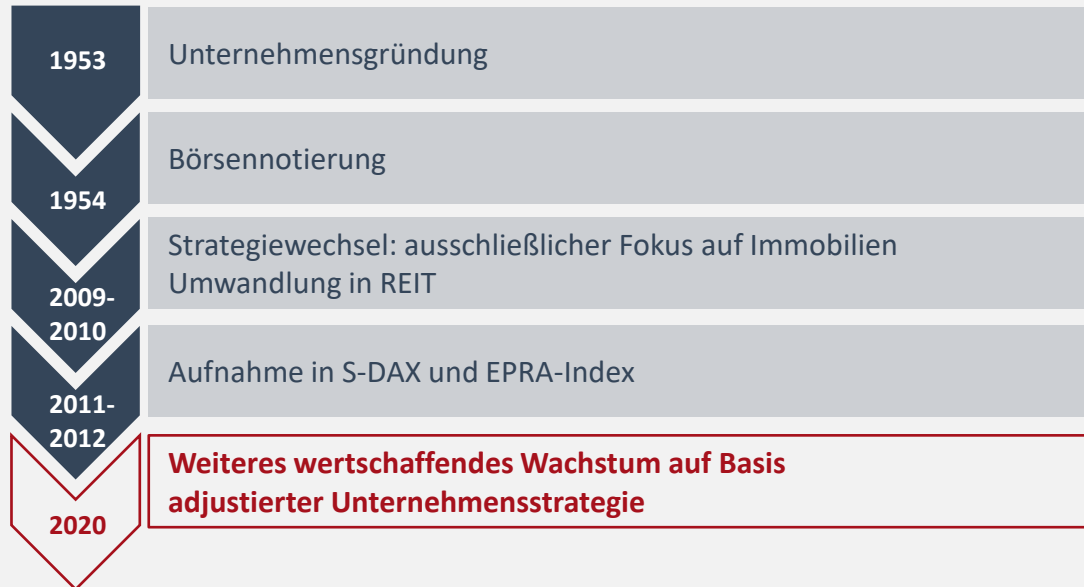 1953
Unternehmensgründung
1954
Börsennotierung
2009-
2010
Strategiewechsel: ausschließlicher Fokus auf Immobilien
Umwandlung in REIT
2011-
2012
Aufnahme in S-DAX und EPRA-Index
2020
Weiteres wertschaffendes Wachstum auf Basis
adjustierter Unternehmensstrategie